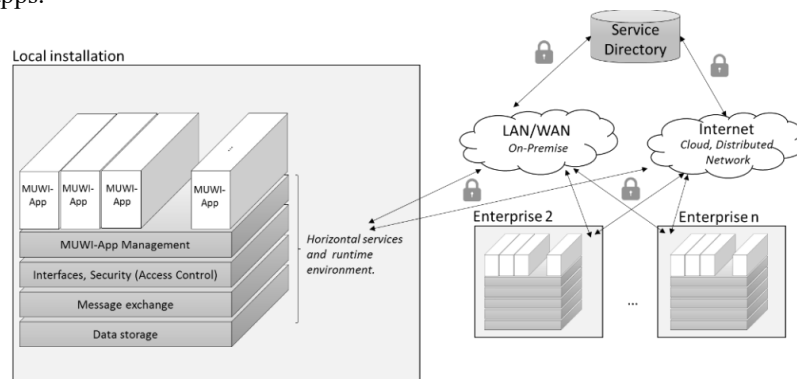 Apps.
Local installation
MUWI-
App
MUWI-
App
MUWI-
App
...
MUWI-
App
MUWI-App Management
Interfaces, Security (Access Control)
Message exchange
Data storage
Horizontal services
and runtime
environment.
Service
Directory
LAN/WAN
On-Premise
Internet
Cloud, Distributed
Network
Enterprise 2
...
Enterprise n